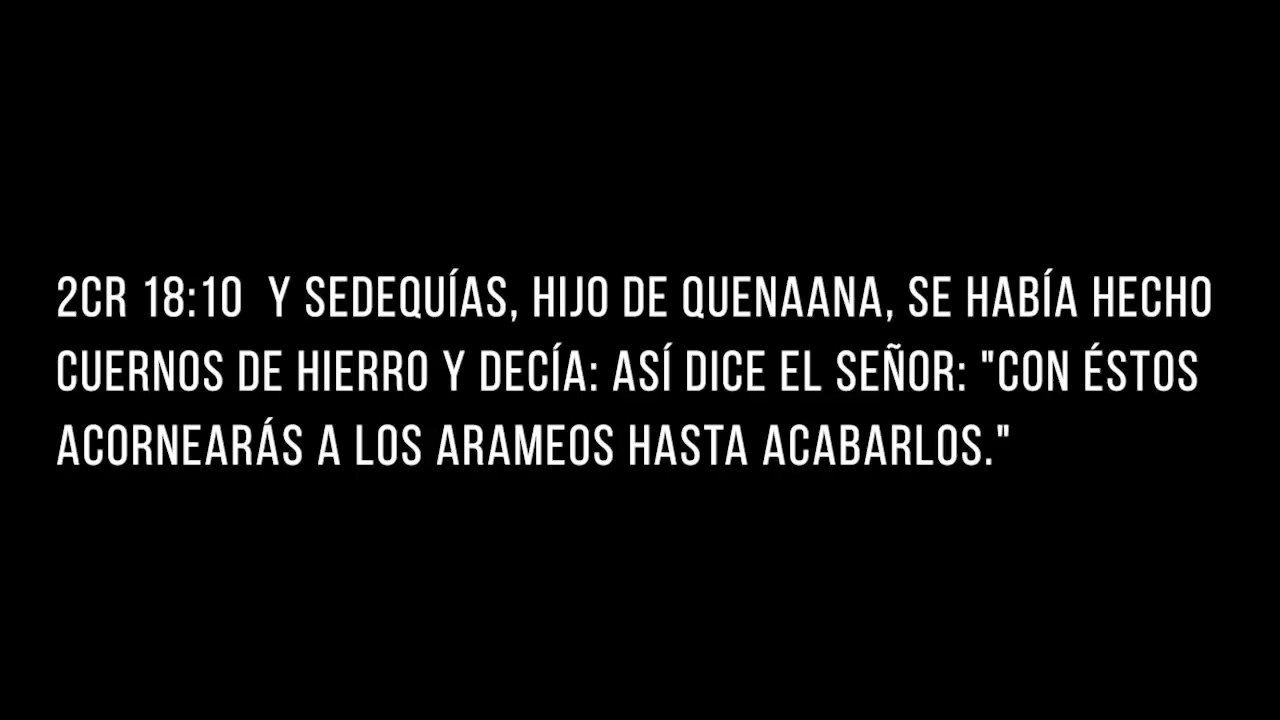 2CR 18:10  Y SEDEQUÍAS, HIJO DE QUENAANA, SE HABÍA HECHO
CUERNOS DE HIERRO Y DECÍA: ASÍ DICE EL SEÑOR: "CON ÉSTOS
ACORNEARÁS A LOS ARAMEOS HASTA ACABARLOS."